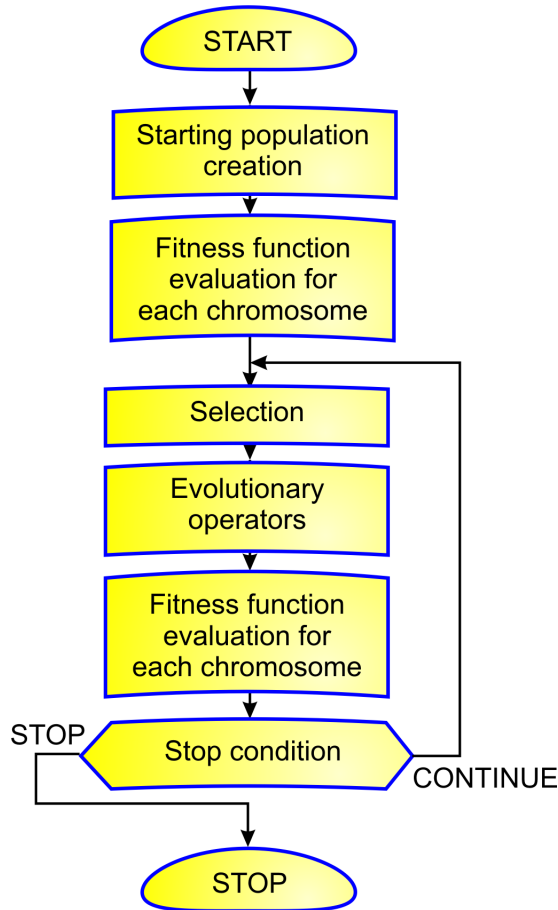 START
Starting population
creation
Fitness function
evaluation for
each chromosome
Selection
Evolutionary
operators
Fitness function
evaluation for
each chromosome
STOP
Stop condition
CONTINUE
STOP